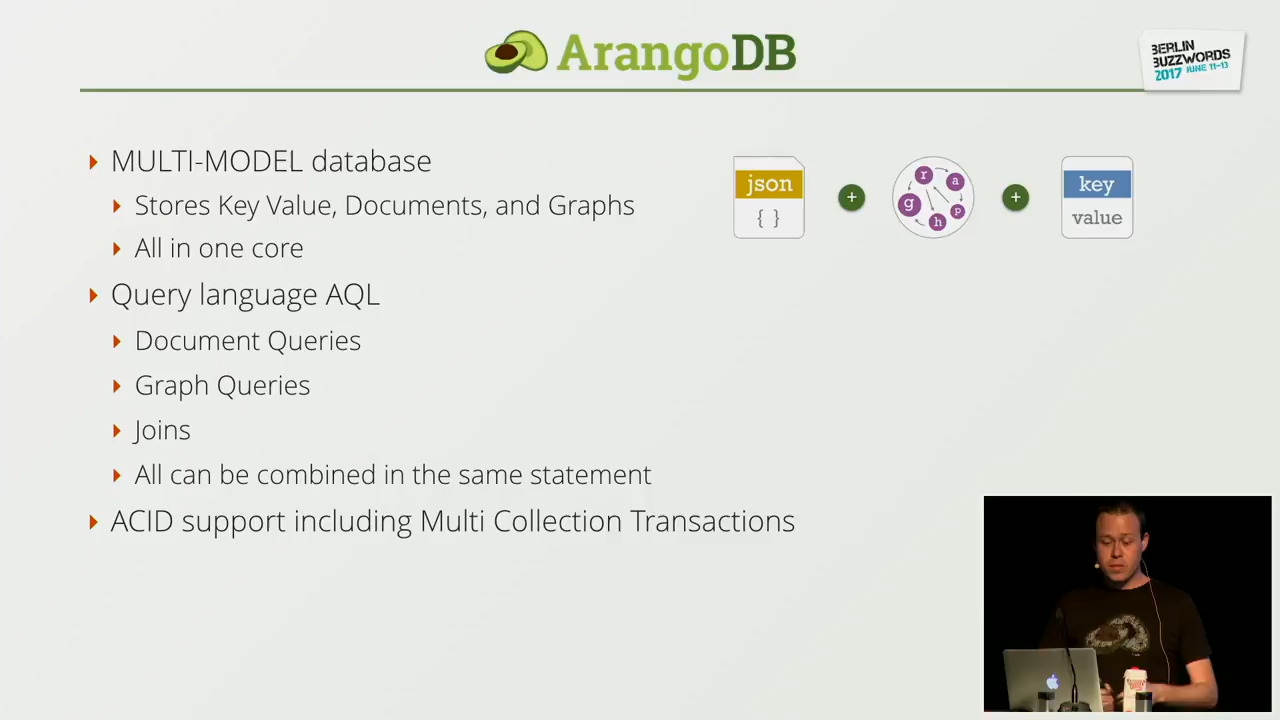 ArangoDB
BERLIN
BUZZWORDS
2017 JUNE 11-13
MULTI-MODEL database
Stores Key Value, Documents, and Graphs
All in one core
json
{ }
+
g r a p h
+
key
value
Query language AQL
Document Queries
Graph Queries
Joins
All can be combined in the same statement
ACID support including Multi Collection Transactions